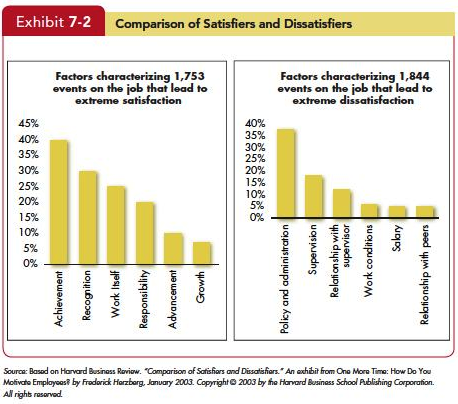 Exhibit 7-2 Comparison of Satisfiers and Dissatisfiers
Factors characterizing 1,753
events on the job that lead to
extreme satisfaction
45%
40%
35%
30%
25%
20%
15%
10%
5%
0%
Achievement
Recognition
Work Itself
Responsibility
Advancement
Growth
Factors characterizing 1,844
events on the job that lead to
extreme dissatisfaction
40%
35%
30%
25%
20%
15%
10%
5%
0%
Policy and administration
Supervision
Relationship with
supervisor
Work conditions
Salary
Relationship with peers
Source: Based on Harvard Business Review. "Comparison of Satisfiers and Dissatisfiers." An exhibit from One More Time: How Do You
Motivate Employees? by Frederick Herzberg, January 2003. Copyright © 2003 by the Harvard Business School Publishing Corporation.
All rights reserved.